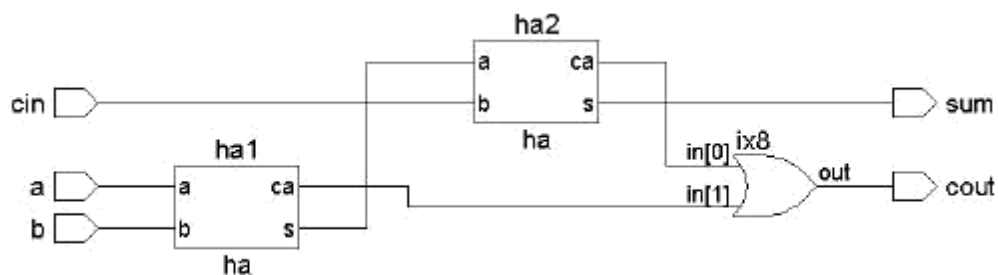 ha2
a ca
cin b s sum
ha
ha1 in[0] ix8
a a ca out cout
in[1]
b b s
ha